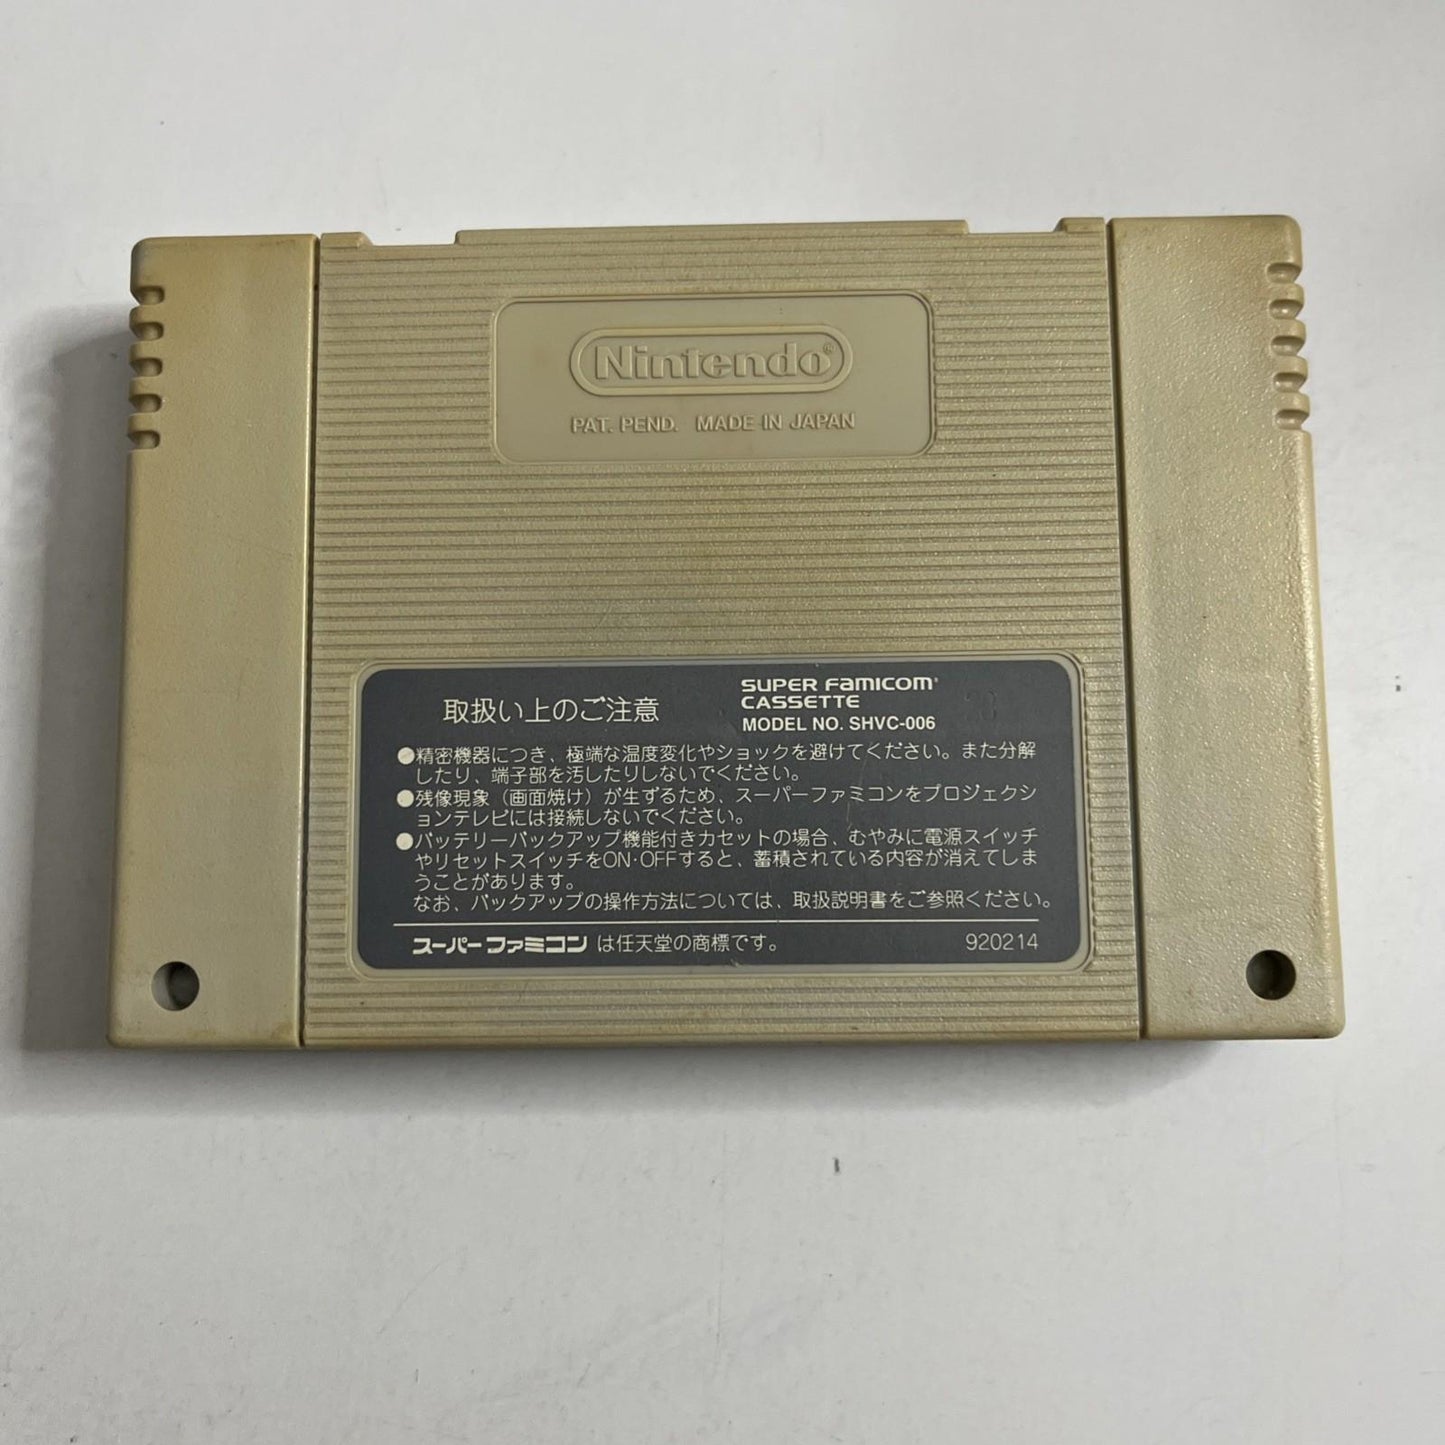 Nintendo®
PAT. PEND. MADE IN JAPAN
取扱い上のご注意
SUPER FAMICOM
CASSETTE
MODEL NO. SHVC-006
●精密機器につき、極端な温度変化やショックを避けてください。また分解
したり、端子部を汚したりしないでください。
●残像現象（画面焼け）が生ずるため、スーパーファミコンをプロジェクシ
ョンテレビには接続しないでください。
●バッテリーバックアップ機能付きカセットの場合、むやみに電源スイッチ
やリセットスイッチをON・OFFすると、蓄積されている内容が消えてしま
うことがあります。
なお、バックアップの操作方法については、取扱説明書をご参照ください。
スーパーファミコン は任天堂の商標です。 920214